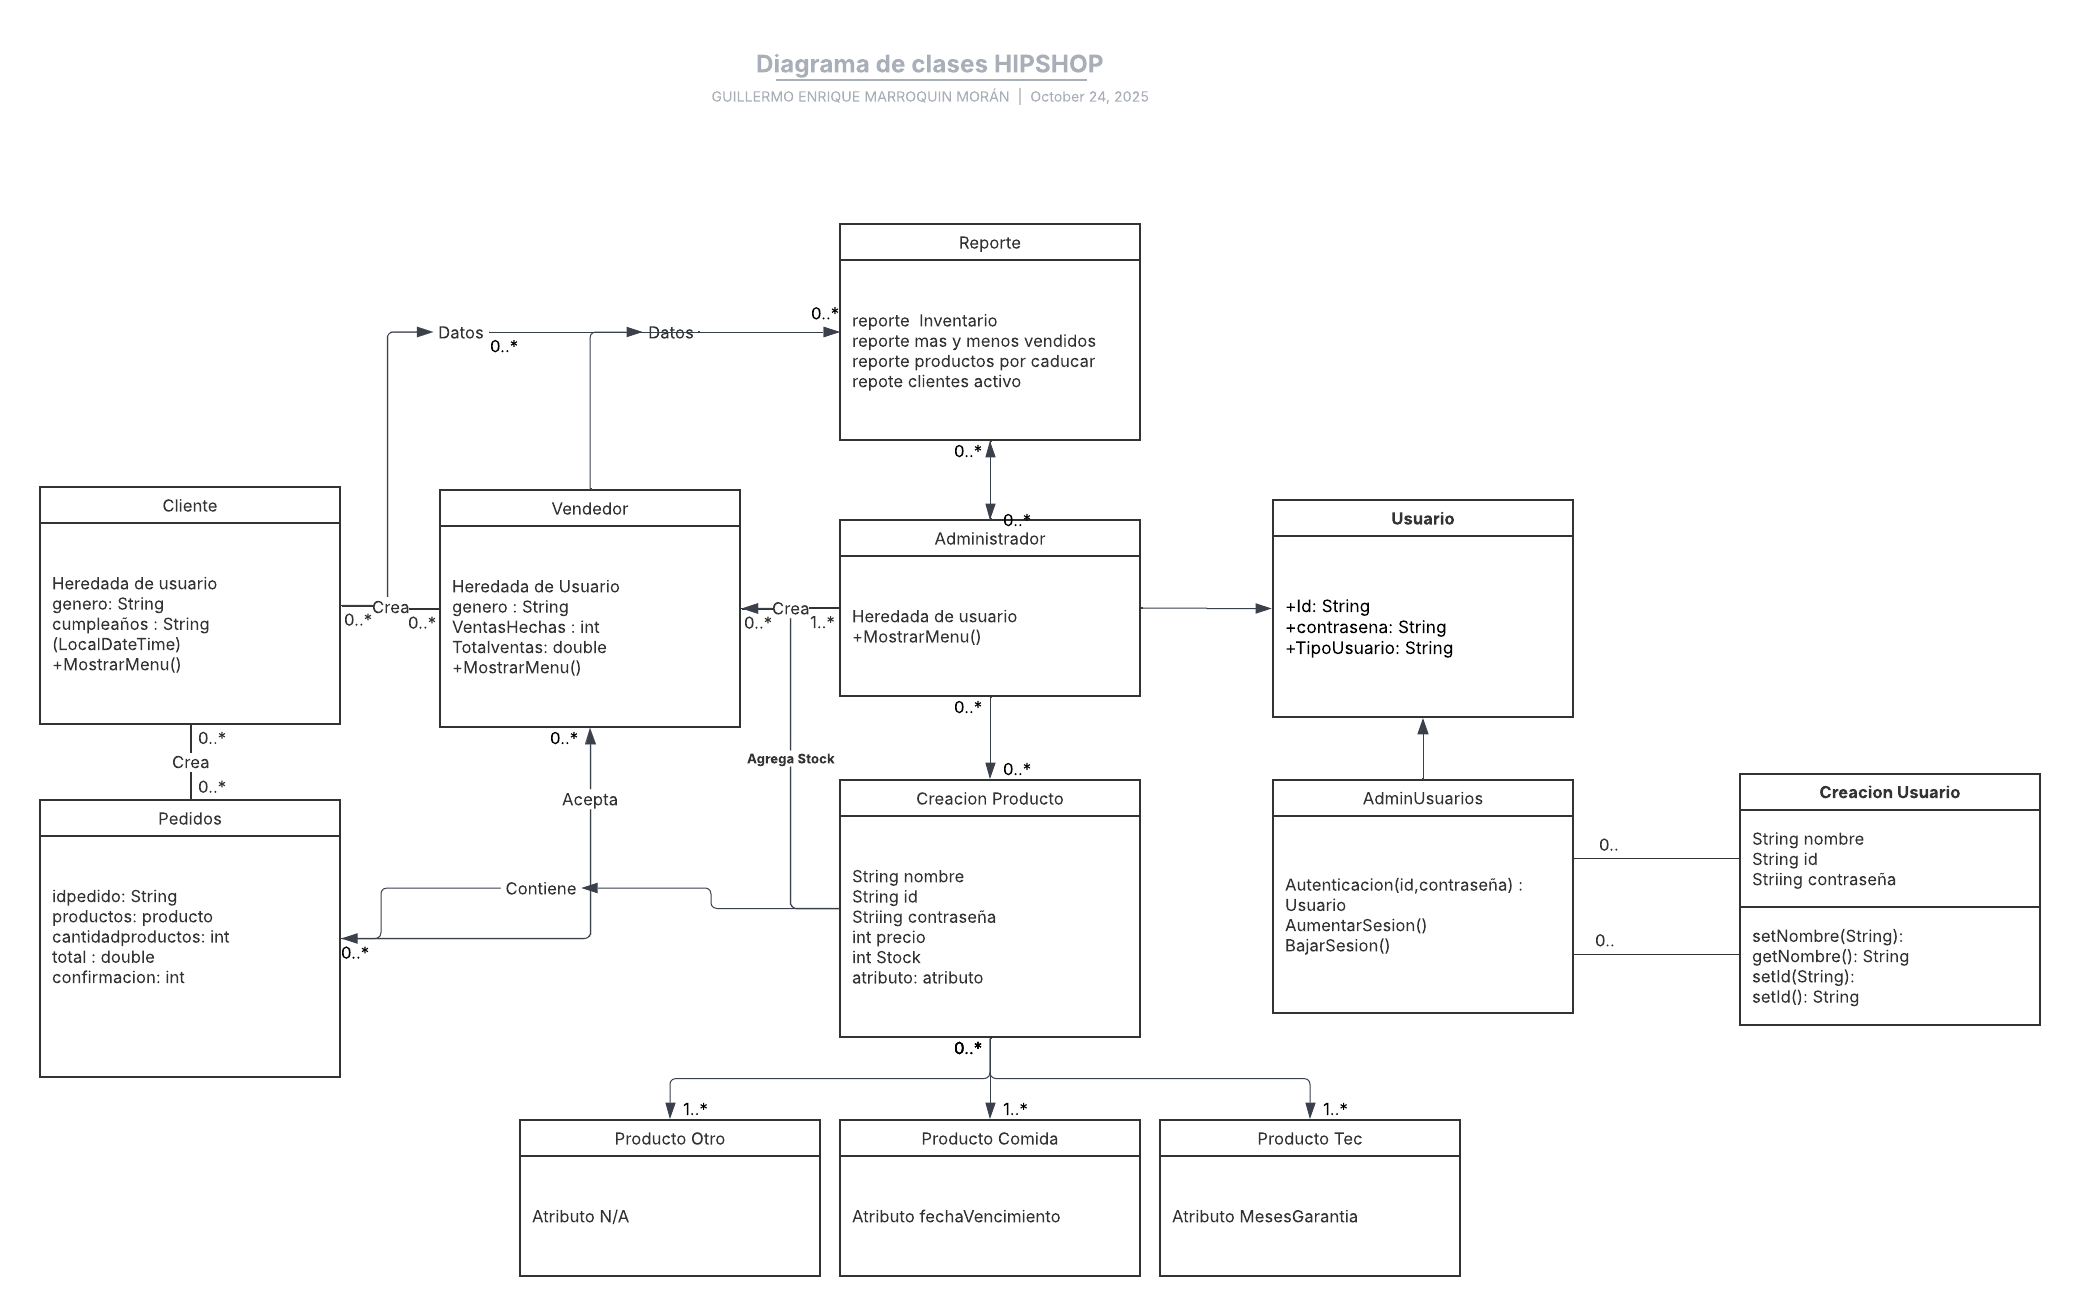 Diagrama de clases HIPSHOP
GUILLERMO ENRIQUE MARROQUIN MORÁN | October 24, 2025
Reporte
reporte  Inventario
reporte mas y menos vendidos
reporte productos por caducar
repote clientes activo
0..*
Datos
0..*
Datos
0..*
0..*
Cliente
Heredada de usuario
genero: String
cumpleaños : String
(LocalDateTime)
+MostrarMenu()
0..*
Crea
0..*
Vendedor
Heredada de Usuario
genero : String
VentasHechas : int
Totalventas: double
+MostrarMenu()
0..*
Crea
1..*
Administrador
Heredada de usuario
+MostrarMenu()
Usuario
+Id: String
+contrasena: String
+TipoUsuario: String
0..*
Crea
0..*
0..*
Acepta
Agrega Stock
0..*
0..*
Pedidos
idpedido: String
productos: producto
cantidadproductos: int
total : double
confirmacion: int
Contiene
0..*
Creacion Producto
String nombre
String id
Striing contraseña
int precio
int Stock
atributo: atributo
AdminUsuarios
Autenticacion(id,contraseña) :
Usuario
AumentarSesion()
BajarSesion()
0..
0..
Creacion Usuario
String nombre
String id
Striing contraseña
setNombre(String):
getNombre(): String
setId(String):
setId(): String
0..*
1..*
1..*
1..*
Producto Otro
Atributo N/A
Producto Comida
Atributo fechaVencimiento
Producto Tec
Atributo MesesGarantia